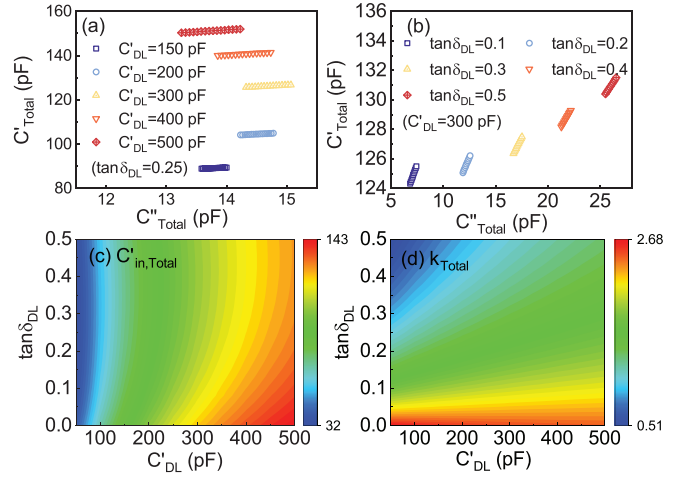 (a)
C'DL=150 pF
C'DL=200 pF
C'DL=300 pF
C'DL=400 pF
C'DL=500 pF
(tanδDL=0.25)
160
140
120
100
80
C'Total (pF)
12 13 14 15
C''Total (pF)
(b)
tanδDL=0.1 tanδDL=0.2
tanδDL=0.3 tanδDL=0.4
tanδDL=0.5
(C'DL=300 pF)
136
134
132
130
128
126
124
C'Total (pF)
5 10 15 20 25
C''Total (pF)
(c) C'in,Total
0.5
0.4
0.3
0.2
0.1
0.0
tanδDL
100 200 300 400 500
C'DL (pF)
143
32
(d) kTotal
0.5
0.4
0.3
0.2
0.1
0.0
tanδDL
100 200 300 400 500
C'DL (pF)
2.68
0.51